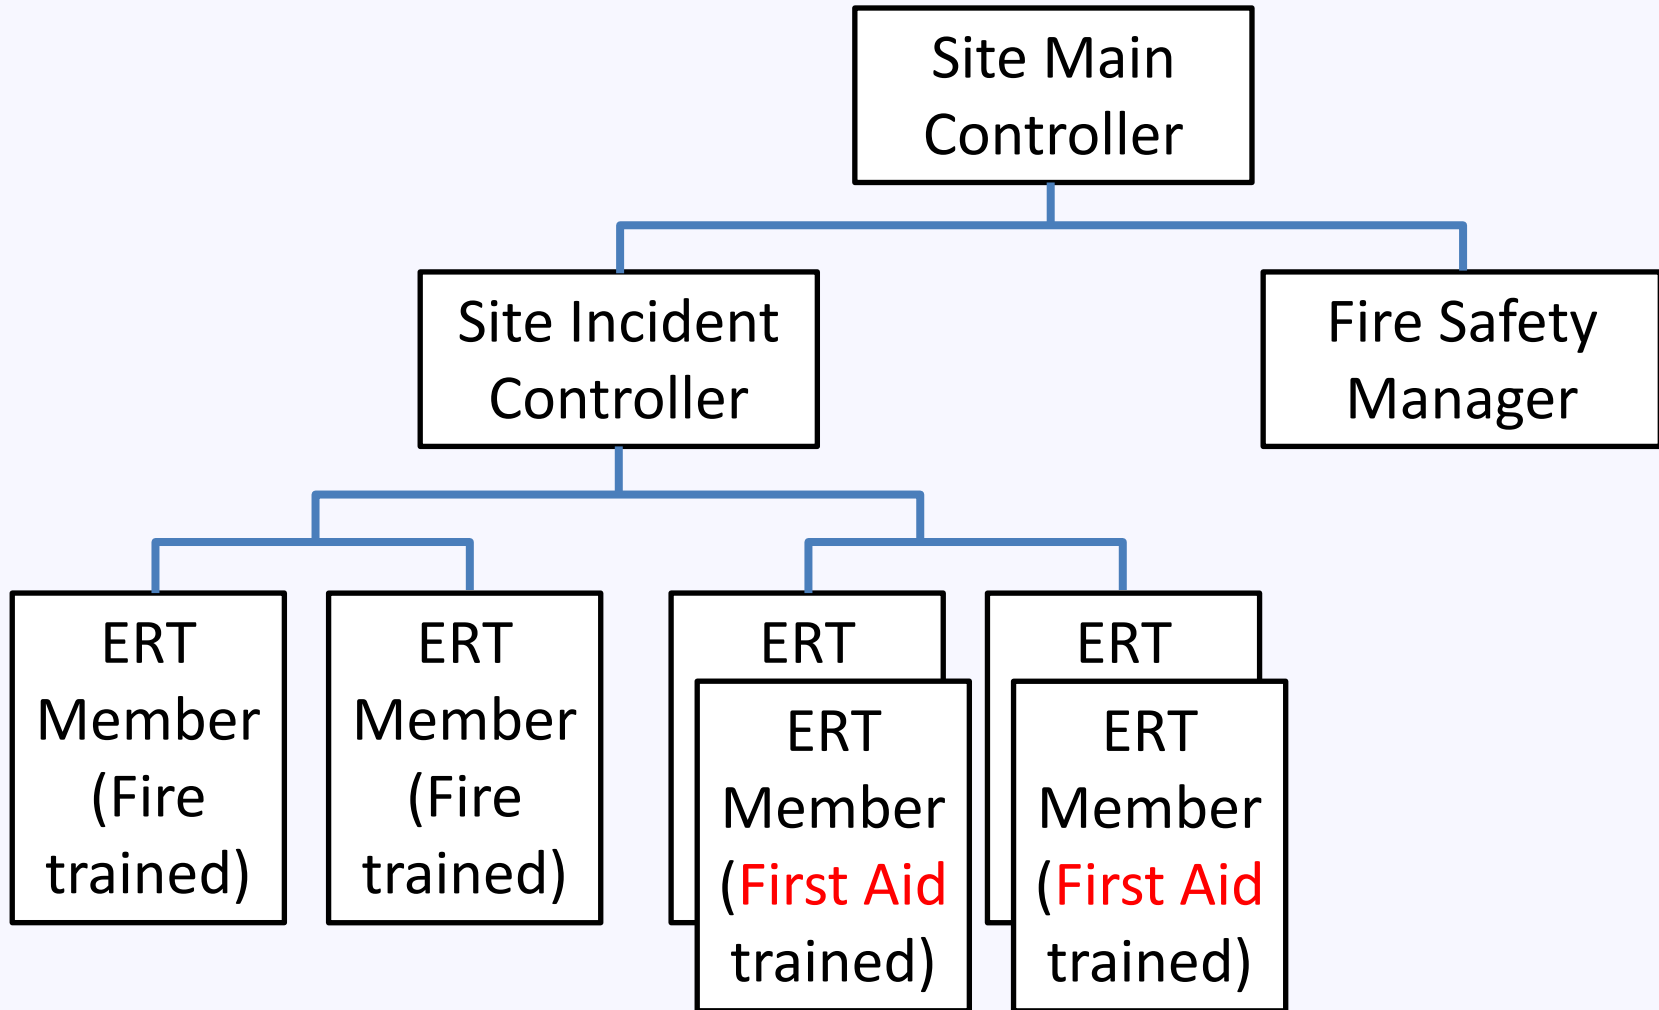 Site Main
Controller
Site Incident
Controller
Fire Safety
Manager
ERT
Member
(Fire
trained)
ERT
Member
(Fire
trained)
ERT
ERT
Member
(First Aid
trained)
ERT
ERT
Member
(First Aid
trained)